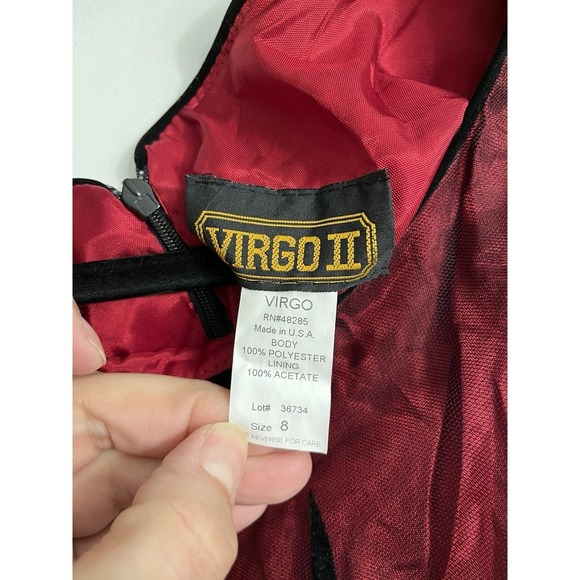 VIRGO II
VIRGO
RN#48285
Made in U.S.A.
BODY
100% POLYESTER
LINING
100% ACETATE
Lot# 36734
Size 8
REVERSE FOR CARE